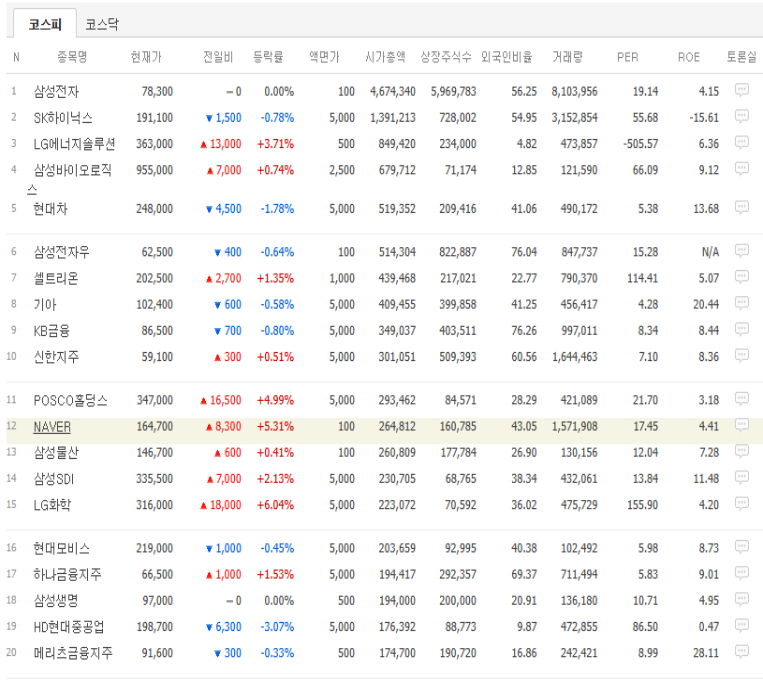 코스피 코스닥
N 종목명 현재가 전일비 등락률 액면가 시가총액 상장주식수 외국인비율 거래량 PER ROE 토론실
1 삼성전자 78,300 – 0 0.00% 100 4,674,340 5,969,783 56.25 8,103,956 19.14 4.15
2 SK하이닉스 191,100 ▼ 1,500 -0.78% 5,000 1,391,213 728,002 54.95 3,152,854 55.68 -15.61
3 LG에너지솔루션 363,000 ▲ 13,000 +3.71% 500 849,420 234,000 4.82 473,857 -505.57 6.36
4 삼성바이오로직 955,000 ▲ 7,000 +0.74% 2,500 679,712 71,174 12.85 121,590 66.09 9.12
스
5 현대차 248,000 ▼ 4,500 -1.78% 5,000 519,352 209,416 41.06 490,172 5.38 13.68
6 삼성전자우 62,500 ▼ 400 -0.64% 100 514,304 822,887 76.04 847,737 15.28 N/A
7 셀트리온 202,500 ▲ 2,700 +1.35% 1,000 439,468 217,021 22.77 790,370 114.41 5.07
8 기아 102,400 ▼ 600 -0.58% 5,000 409,455 399,858 41.25 456,417 4.28 20.44
9 KB금융 86,500 ▼ 700 -0.80% 5,000 349,037 403,511 76.26 997,011 8.34 8.44
10 신한지주 59,100 ▲ 300 +0.51% 5,000 301,051 509,393 60.56 1,644,463 7.10 8.36
11 POSCO홀딩스 347,000 ▲ 16,500 +4.99% 5,000 293,462 84,571 28.29 421,089 21.70 3.18
12 NAVER 164,700 ▲ 8,300 +5.31% 100 264,812 160,785 43.05 1,571,908 17.45 4.41
13 삼성물산 146,700 ▲ 600 +0.41% 100 260,809 177,784 26.90 130,156 12.04 7.28
14 삼성SDI 335,500 ▲ 7,000 +2.13% 5,000 230,705 68,765 38.34 432,061 13.84 11.48
15 LG화학 316,000 ▲ 18,000 +6.04% 5,000 223,072 70,592 36.02 475,729 155.90 4.20
16 현대모비스 219,000 ▼ 1,000 -0.45% 5,000 203,659 92,995 40.38 102,492 5.98 8.73
17 하나금융지주 66,500 ▲ 1,000 +1.53% 5,000 194,417 292,357 69.37 711,494 5.83 9.01
18 삼성생명 97,000 – 0 0.00% 500 194,000 200,000 20.91 136,180 10.71 4.95
19 HD현대중공업 198,700 ▼ 6,300 -3.07% 5,000 176,392 88,773 9.87 472,855 86.50 0.47
20 메리츠금융지주 91,600 ▼ 300 -0.33% 500 174,700 190,720 16.86 242,421 8.99 28.11